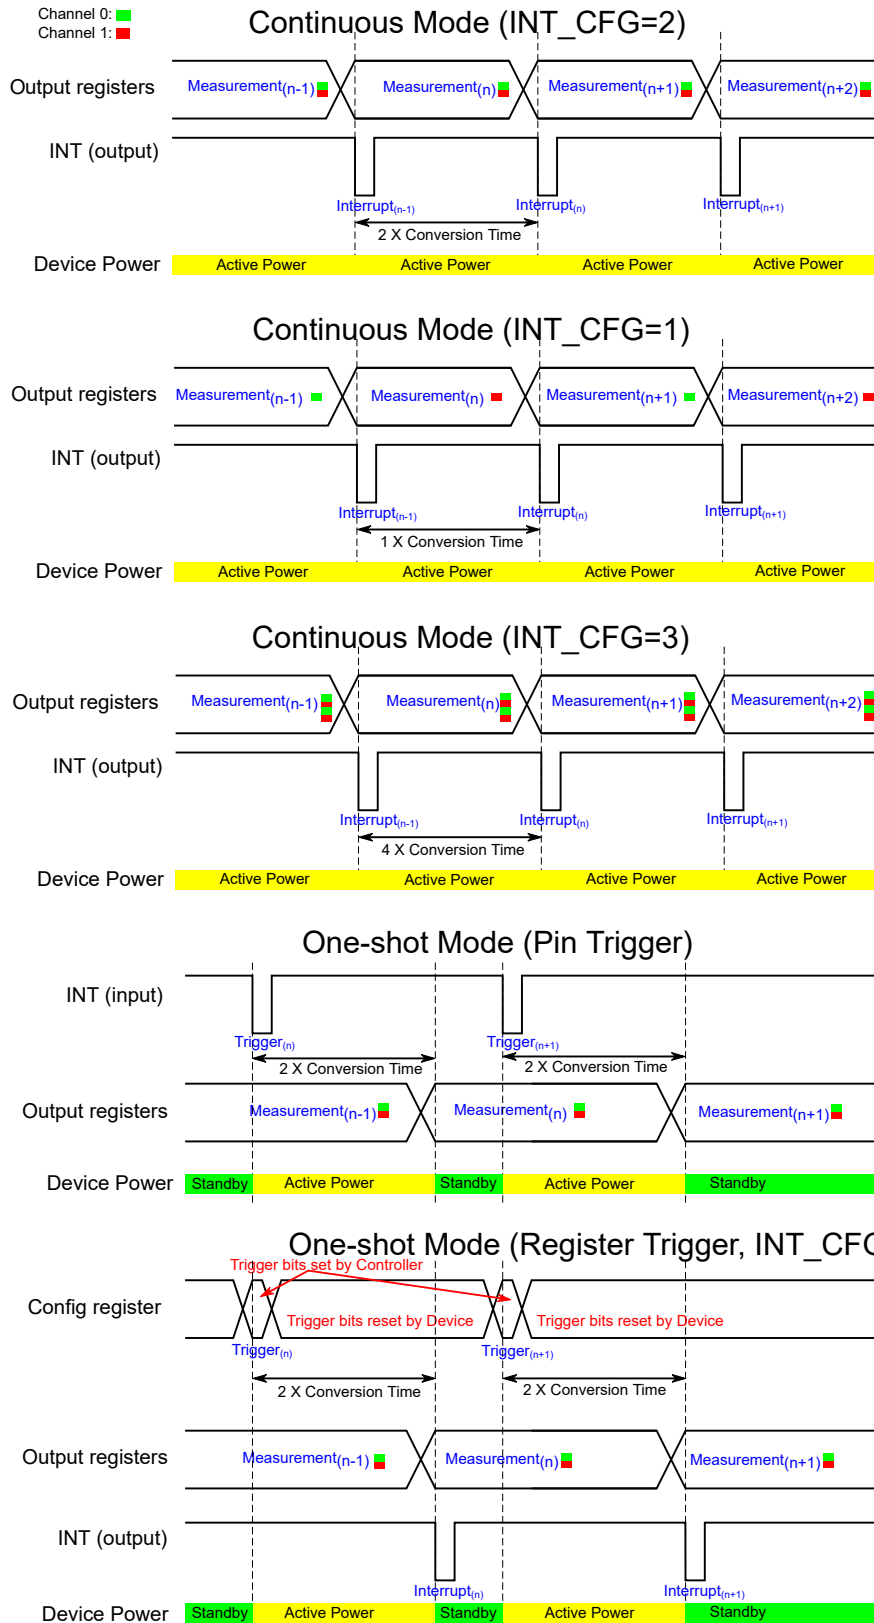 Channel 0:
Channel 1:
Continuous Mode (INT_CFG=2)
Output registers
Measurement(n-1) Measurement(n) Measurement(n+1) Measurement(n+2)
INT (output)
Interrupt(n-1) Interrupt(n) Interrupt(n+1)
2 X Conversion Time
Device Power
Active Power Active Power Active Power Active Power
Continuous Mode (INT_CFG=1)
Output registers
Measurement(n-1) Measurement(n) Measurement(n+1) Measurement(n+2)
INT (output)
Interrupt(n-1) Interrupt(n) Interrupt(n+1)
1 X Conversion Time
Device Power
Active Power Active Power Active Power Active Power
Continuous Mode (INT_CFG=3)
Output registers
Measurement(n-1) Measurement(n) Measurement(n+1) Measurement(n+2)
INT (output)
Interrupt(n-1) Interrupt(n) Interrupt(n+1)
4 X Conversion Time
Device Power
Active Power Active Power Active Power Active Power
One-shot Mode (Pin Trigger)
INT (input)
Trigger(n) Trigger(n+1)
2 X Conversion Time 2 X Conversion Time
Output registers
Measurement(n-1) Measurement(n) Measurement(n+1)
Device Power
Standby Active Power Standby Active Power Standby
One-shot Mode (Register Trigger, INT_CFG
Trigger bits set by Controller
Config register
Trigger bits reset by Device Trigger bits reset by Device
Trigger(n) Trigger(n+1)
2 X Conversion Time 2 X Conversion Time
Output registers
Measurement(n-1) Measurement(n) Measurement(n+1)
INT (output)
Interrupt(n) Interrupt(n+1)
Device Power
Standby Active Power Standby Active Power Standby